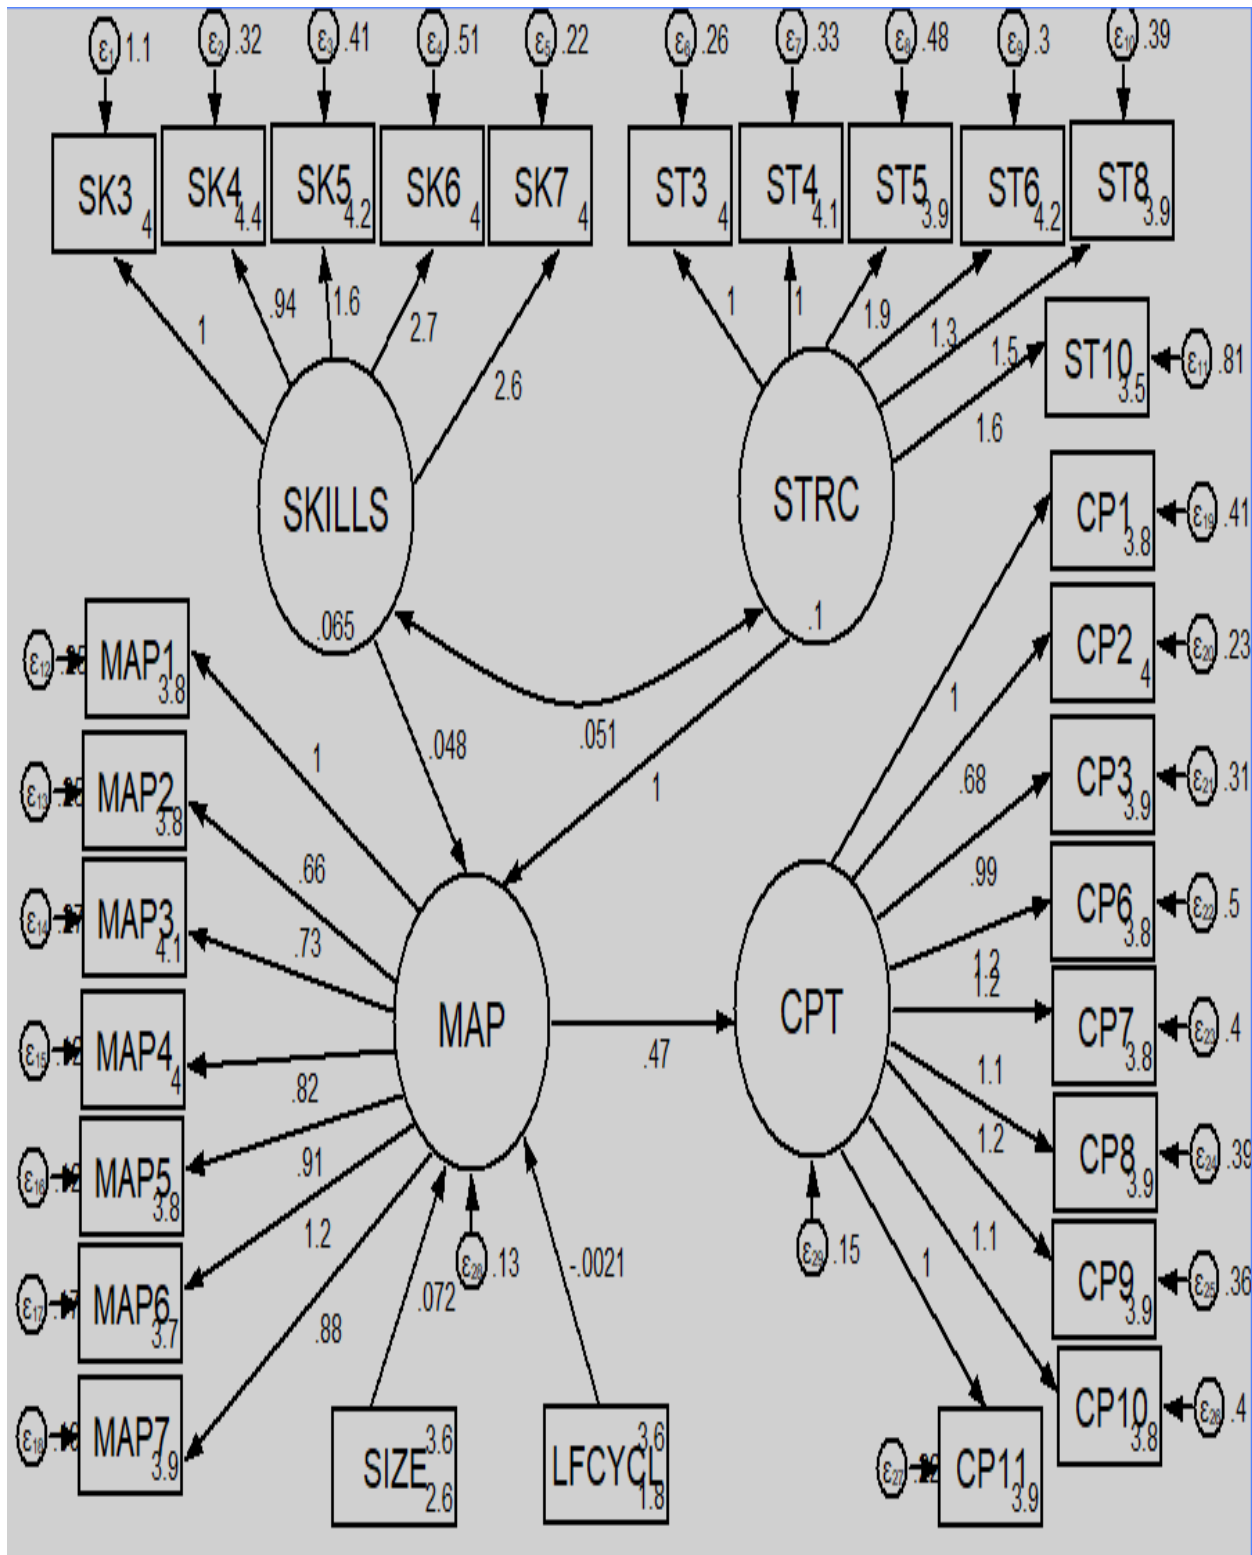 ε1 1.1 ε2 .32 ε3 .41 ε4 .51 ε5 .22 ε6 .26 ε7 .33 ε8 .48 ε9 .3 ε10 .39
SK3 4 SK4 4.4 SK5 4.2 SK6 4 SK7 4 ST3 4 ST4 4.1 ST5 3.9 ST6 4.2 ST8 3.9
1 .94 1.6 2.7 2.6 1 1 1.9 1.3 1.5 1.6
ST10 3.5 ε11 .81
SKILLS .065
STRC .1
CP1 3.8 ε19 .41
CP2 4 ε20 .23
CP3 3.9 ε21 .31
CP6 3.8 ε22 .5
CP7 3.8 ε23 .4
CP8 3.9 ε24 .39
CP9 3.9 ε25 .36
CP10 3.8 ε26 .4
ε27 CP11 3.9
ε12 MAP1 3.8
ε13 MAP2 3.8
ε14 MAP3 4.1
ε15 MAP4 4
ε16 MAP5 3.8
ε17 MAP6 3.7
ε18 MAP7 3.9
.048 .051 1
1 .66 .73 .82 .91 1.2 .88
MAP .47 CPT
1 .68 .99 1.2 1.2 1.1 1.2 1.1 1
ε28 .13 ε29 .15
.072 -.0021
SIZE 3.6 2.6
LFCYCL 3.6 1.8